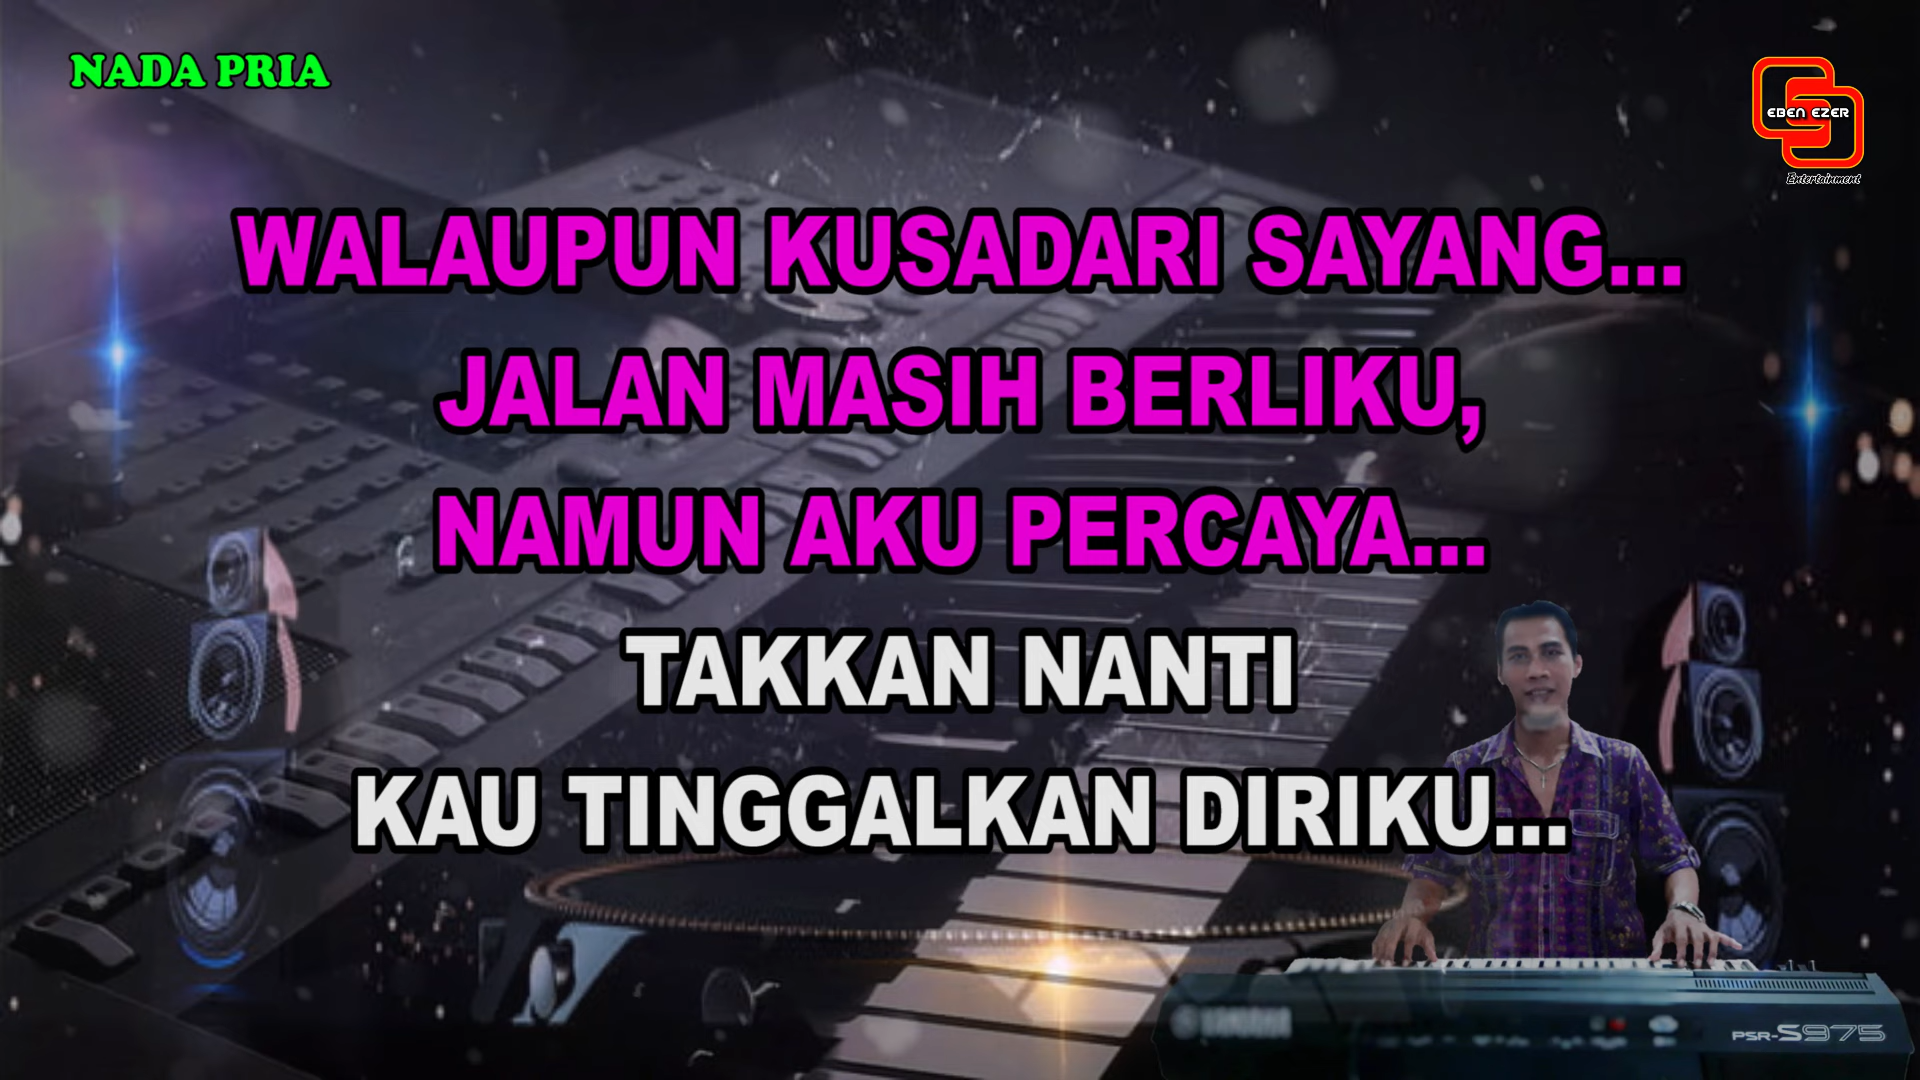 NADA PRIA
EBEN EZER
Entertainment
WALAUPUN KUSADARI SAYANG...
JALAN MASIH BERLIKU,
NAMUN AKU PERCAYA...
TAKKAN NANTI
KAU TINGGALKAN DIRIKU...
YAMAHA
PSR-S975